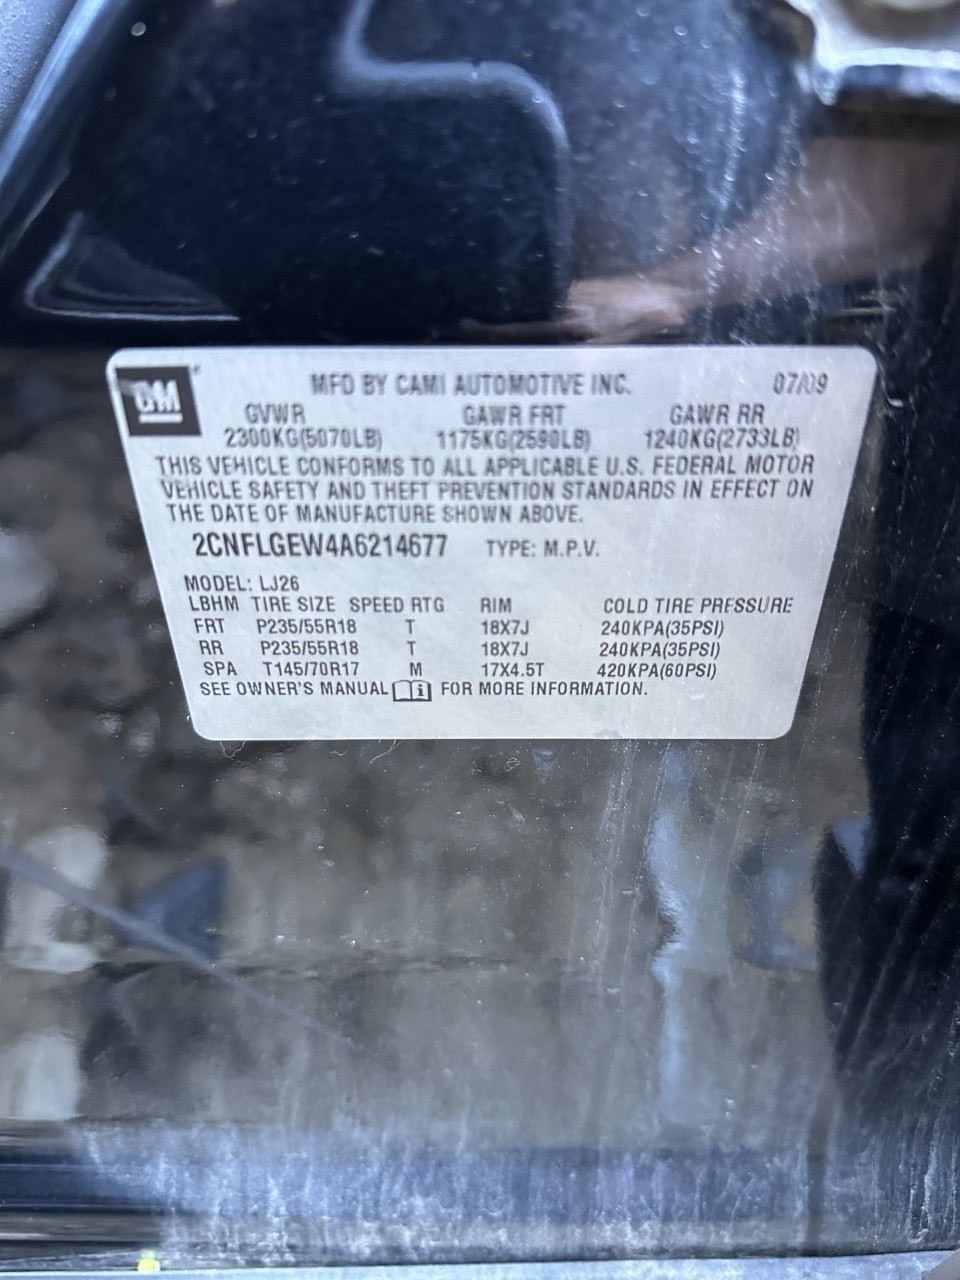 GM MFD BY CAMI AUTOMOTIVE INC. 07/09
GVWR GAWR FRT GAWR RR
2300KG(5070LB) 1175KG(2590LB) 1240KG(2733LB)
THIS VEHICLE CONFORMS TO ALL APPLICABLE U.S. FEDERAL MOTOR
VEHICLE SAFETY AND THEFT PREVENTION STANDARDS IN EFFECT ON
THE DATE OF MANUFACTURE SHOWN ABOVE.
2CNFLGEW4A6214677 TYPE: M.P.V.
MODEL: LJ26
LBHM TIRE SIZE SPEED RTG RIM COLD TIRE PRESSURE
FRT P235/55R18 T 18X7J 240KPA(35PSI)
RR P235/55R18 T 18X7J 240KPA(35PSI)
SPA T145/70R17 M 17X4.5T 420KPA(60PSI)
SEE OWNER'S MANUAL i FOR MORE INFORMATION.